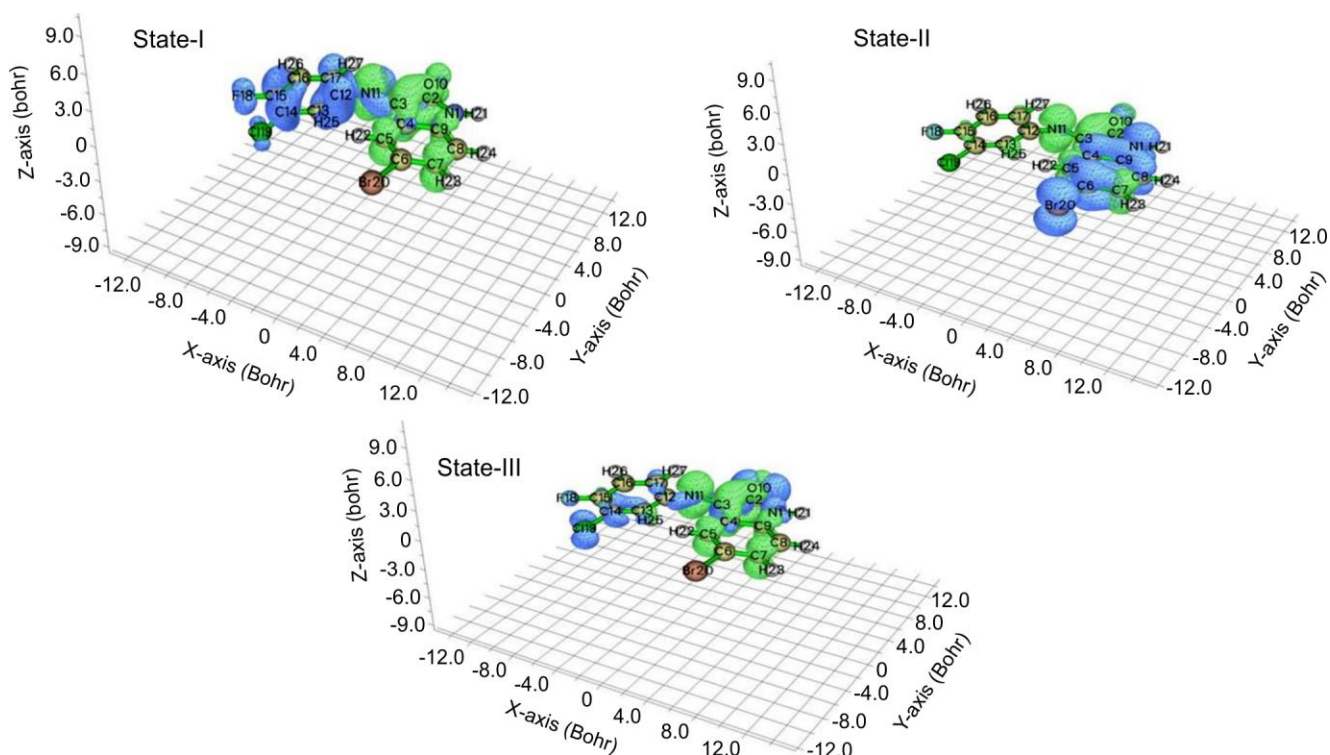 State-I
Z-axis (bohr)
9.0
6.0
3.0
0
-3.0
-6.0
-9.0
H26
H27
C16
C17
F18
C15
C12
N11
C14
C13
H25
Cl19
O10
C2
C3
N1
H21
C4
C9
H22
C5
C8
H24
C6
C7
Br20
H23
-12.0
-8.0
-4.0
0
4.0
8.0
12.0
X-axis (Bohr)
12.0
8.0
4.0
0
-4.0
-8.0
-12.0
Y-axis (Bohr)
State-II
Z-axis (bohr)
9.0
6.0
3.0
0
-3.0
-6.0
-9.0
H26
H27
C16
C17
F18
C15
C12
N11
C14
C13
H25
O10
C2
C3
N1
H21
C4
C9
H22
C5
C8
H24
C6
C7
Br20
H23
-12.0
-8.0
-4.0
0
4.0
8.0
12.0
X-axis (Bohr)
12.0
8.0
4.0
0
-4.0
-8.0
-12.0
Y-axis (Bohr)
State-III
Z-axis (bohr)
9.0
6.0
3.0
0
-3.0
-6.0
-9.0
H26
H27
C16
C17
F18
C15
C12
N11
C14
C13
H25
Cl19
O10
C2
C3
N1
H21
C4
C9
H22
C5
C8
H24
C6
C7
Br20
H23
-12.0
-8.0
-4.0
0
4.0
8.0
12.0
X-axis (Bohr)
12.0
8.0
4.0
0
-4.0
-8.0
-12.0
Y-axis (Bohr)